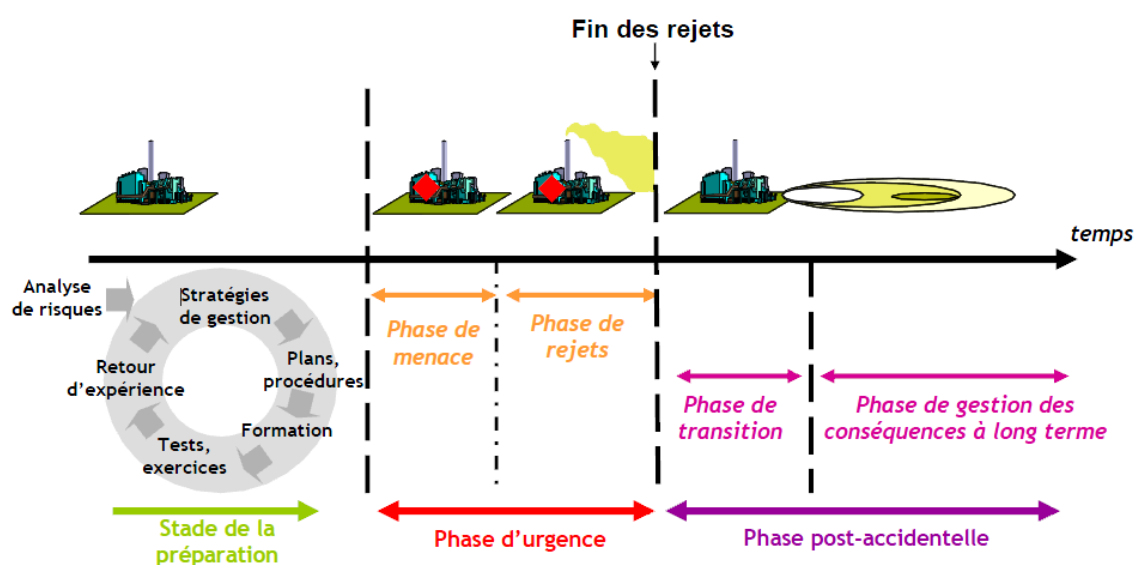 Fin des rejets
temps
Analyse
de risques
Stratégies
de gestion
Plans,
procédures
Formation
Tests,
exercices
Retour
d'expérience
Phase de
menace
Phase de
rejets
Phase de
transition
Phase de gestion des
conséquences à long terme
Stade de la
préparation
Phase d'urgence
Phase post-accidentelle